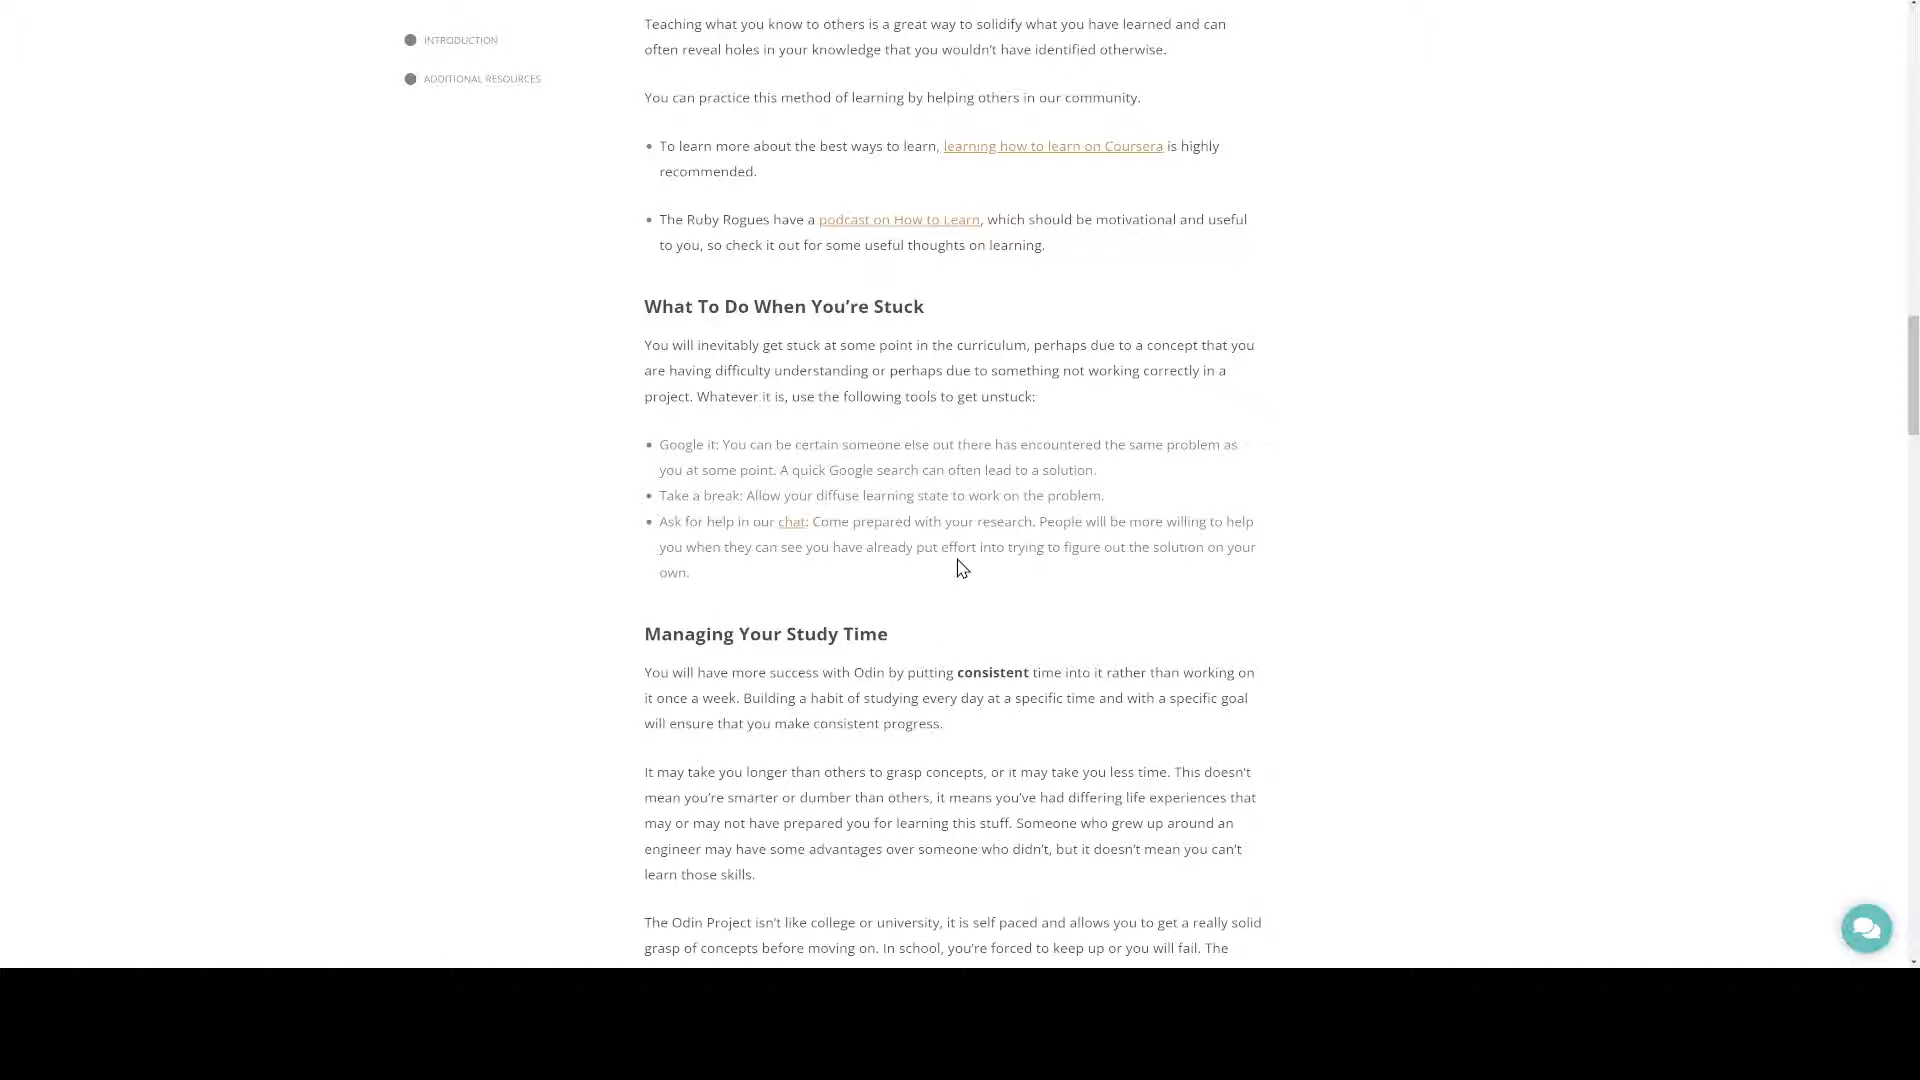 INTRODUCTION
ADDITIONAL RESOURCES
Teaching what you know to others is a great way to solidify what you have learned and can
often reveal holes in your knowledge that you wouldn’t have identified otherwise.
You can practice this method of learning by helping others in our community.
To learn more about the best ways to learn, learning how to learn on Coursera is highly
recommended.
The Ruby Rogues have a podcast on How to Learn, which should be motivational and useful
to you, so check it out for some useful thoughts on learning.
What To Do When You’re Stuck
You will inevitably get stuck at some point in the curriculum, perhaps due to a concept that you
are having difficulty understanding or perhaps due to something not working correctly in a
project. Whatever it is, use the following tools to get unstuck:
Google it: You can be certain someone else out there has encountered the same problem as
you at some point. A quick Google search can often lead to a solution.
Take a break: Allow your diffuse learning state to work on the problem.
Ask for help in our chat: Come prepared with your research. People will be more willing to help
you when they can see you have already put effort into trying to figure out the solution on your
own.
Managing Your Study Time
You will have more success with Odin by putting consistent time into it rather than working on
it once a week. Building a habit of studying every day at a specific time and with a specific goal
will ensure that you make consistent progress.
It may take you longer than others to grasp concepts, or it may take you less time. This doesn’t
mean you’re smarter or dumber than others, it means you’ve had differing life experiences that
may or may not have prepared you for learning this stuff. Someone who grew up around an
engineer may have some advantages over someone who didn’t, but it doesn’t mean you can’t
learn those skills.
The Odin Project isn’t like college or university, it is self paced and allows you to get a really solid
grasp of concepts before moving on. In school, you’re forced to keep up or you will fail. The